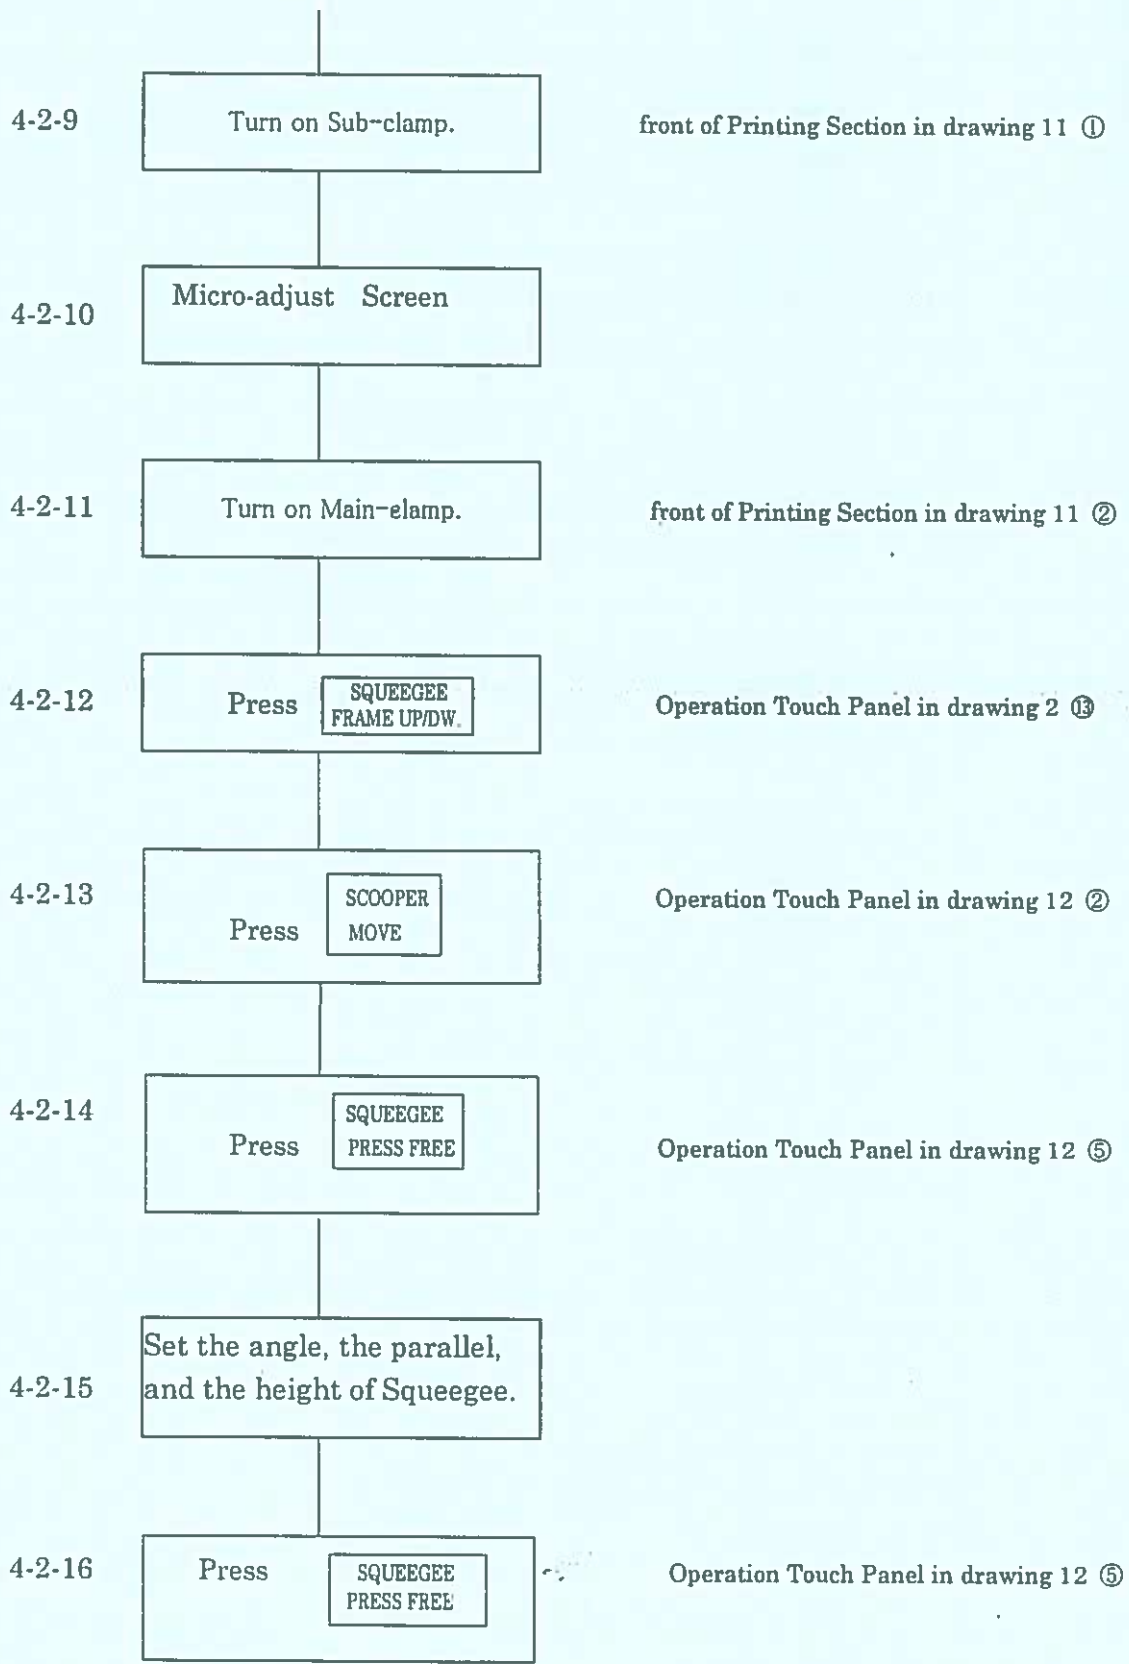 4-2-9 Turn on Sub-clamp. front of Printing Section in drawing 11 ①
4-2-10 Micro-adjust Screen
4-2-11 Turn on Main-elamp. front of Printing Section in drawing 11 ②
4-2-12 Press SQUEEGEE
FRAME UP/DW. Operation Touch Panel in drawing 2 ⑬
4-2-13 SCOOPER Operation Touch Panel in drawing 12 ②
Press MOVE
4-2-14 SQUEEGEE
Press PRESS FREE Operation Touch Panel in drawing 12 ⑤
Set the angle, the parallel,
4-2-15 and the height of Squeegee.
4-2-16 Press SQUEEGEE Operation Touch Panel in drawing 12 ⑤
PRESS FREE